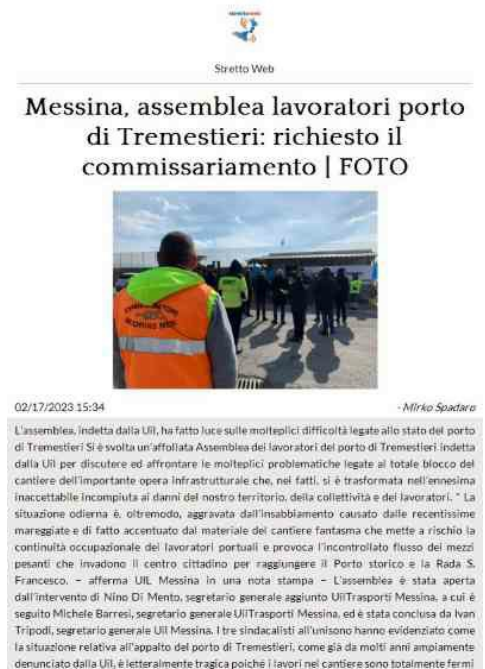 Stretto Web
Messina, assemblea lavoratori porto
di Tremestieri: richiesto il
commissariamento | FOTO
02/17/2023 15:34
- Mirko Spadaro
L'assemblea, indetta dalla Uil, ha fatto luce sulle molteplici difficoltà legate allo stato del porto
di Tremestieri Si è svolta un'affollata Assemblea dei lavoratori del porto di Tremestieri indetta
dalla Uil per discutere ed affrontare le molteplici problematiche legate al totale blocco del
cantiere dell'importante opera infrastrutturale che, nei fatti, si è trasformata nell'ennesima
inaccettabile incompiuta ai danni del nostro territorio, della collettività e dei lavoratori. " La
situazione odierna è, oltremodo, aggravata dall'insabbiamento causato dalle recentissime
mareggiate e di fatto accentuato dal materiale del cantiere fantasma che mette a rischio la
continuità occupazionale dei lavoratori portuali e provoca l'incontrollato flusso dei mezzi
pesanti che invadono il centro cittadino per raggiungere il Porto storico e la Rada S.
Francesco. – afferma UIL Messina in una nota stampa – L'assemblea è stata aperta
dall'intervento di Nino Di Mento, segretario generale aggiunto UilTrasporti Messina, a cui è
seguito Michele Barresi, segretario generale UilTrasporti Messina, ed è stata conclusa da Ivan
Tripodi, segretario generale Uil Messina. I tre sindacalisti all'unisono hanno evidenziato come
la situazione relativa all'appalto del porto di Tremestieri, come già da molti anni ampiamente
denunciato dalla Uil, è letteralmente tragica poiché i lavori nel cantiere sono totalmente fermi